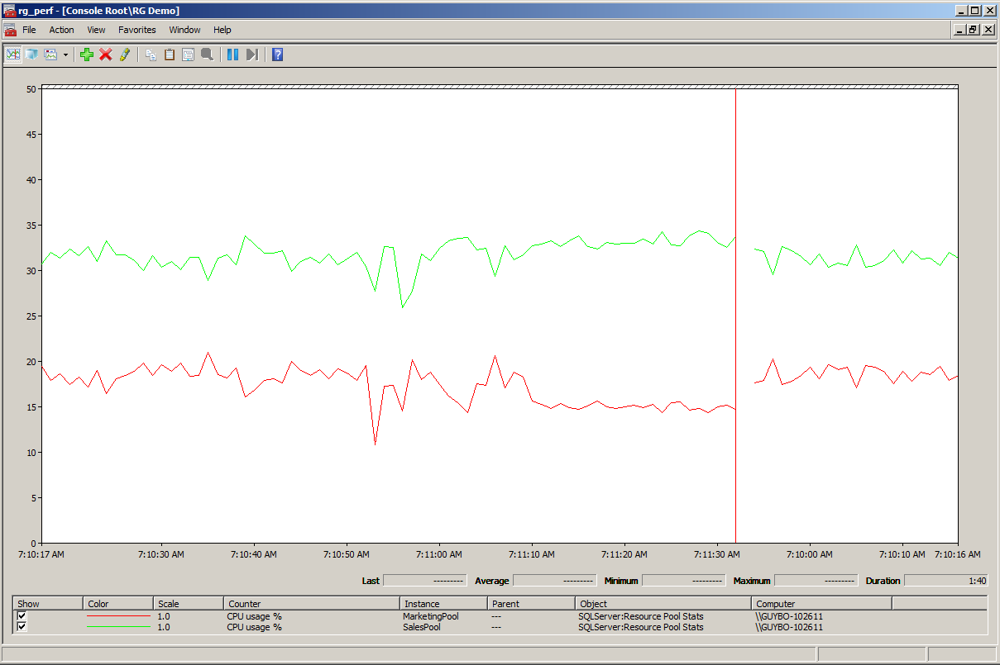 rg_perf - [Console Root\RG Demo]
File Action View Favorites Window Help
50
45
40
35
30
25
20
15
10
5
0
7:10:17 AM 7:10:30 AM 7:10:40 AM 7:10:50 AM 7:11:00 AM 7:11:10 AM 7:11:20 AM 7:11:30 AM 7:10:00 AM 7:10:10 AM 7:10:16 AM
Last --------- Average --------- Minimum --------- Maximum --------- Duration 1:40
Show Color Scale Counter Instance Parent Object Computer
1.0 CPU usage % MarketingPool --- SQLServer:Resource Pool Stats \\GUYBO-102611
1.0 CPU usage % SalesPool --- SQLServer:Resource Pool Stats \\GUYBO-102611